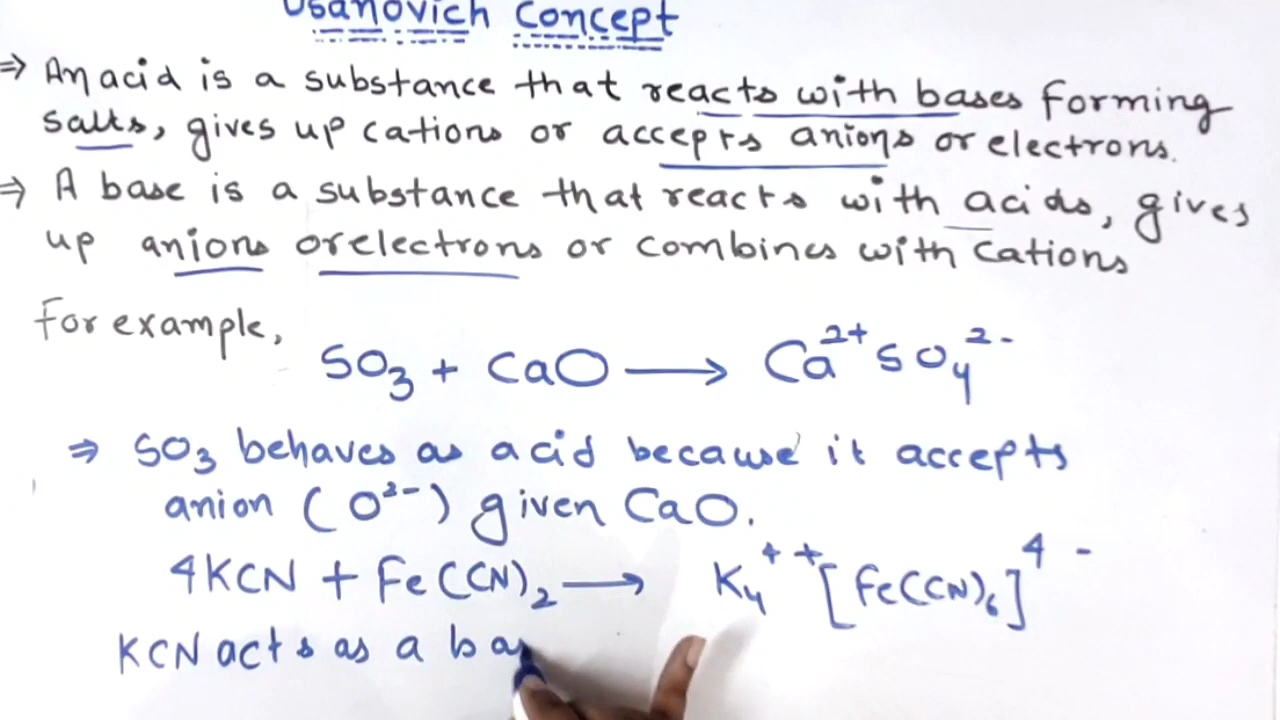 Usanovich Concept
⇒ An acid is a substance that reacts with bases forming
salts, gives up cations or accepts anions or electrons.
⇒ A base is a substance that reacts with acids, gives
up anions or electrons or combines with Cations
For example,
SO₃ + CaO ⟶ Ca²⁺SO₄²⁻
⇒ SO₃ behaves as acid because it accepts
anion (O²⁻) given CaO.
4KCN + Fe(CN)₂ ⟶ K₄⁺⁺[Fe(CN)₆]⁴⁻
KCN acts as a bas